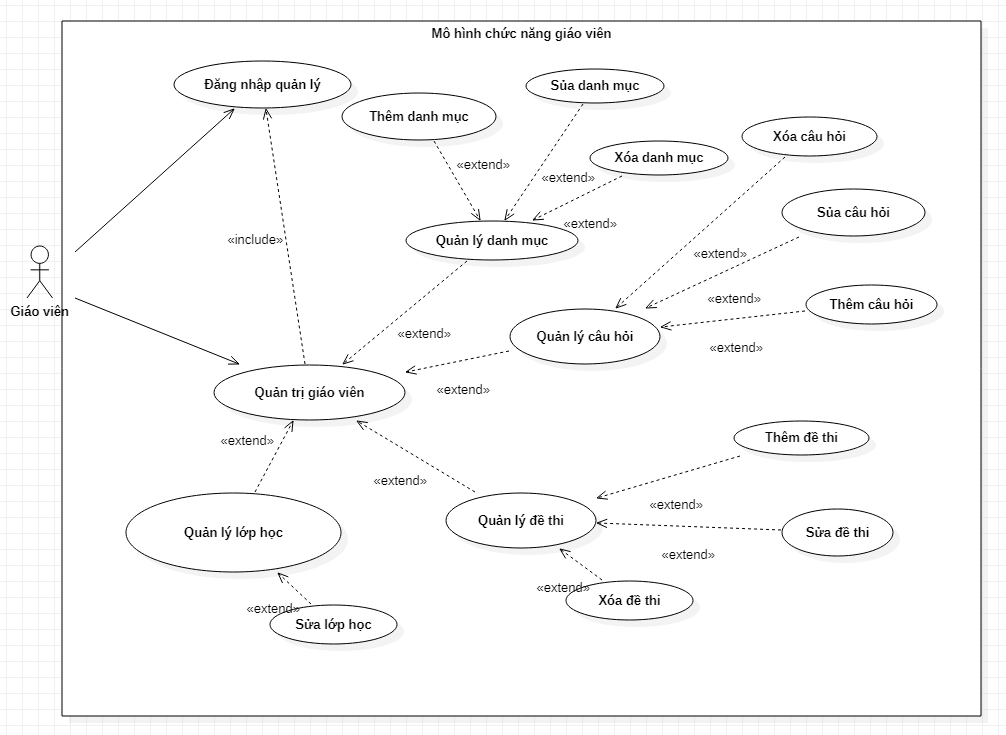 Mô hình chức năng giáo viên
Đăng nhập quản lý
Sủa danh mục
Thêm danh mục
Xóa câu hỏi
Xóa danh mục
«extend»
«extend»
«extend»
Sủa câu hỏi
«include»
Quản lý danh mục
«extend»
«extend»
Thêm câu hỏi
Giáo viên
«extend»
Quản lý câu hỏi
«extend»
Quản trị giáo viên
«extend»
«extend»
Thêm đề thi
«extend»
«extend»
Quản lý lớp học
Quản lý đề thi
Sửa đề thi
«extend»
«extend»
Xóa đề thi
«extend»
Sửa lớp học